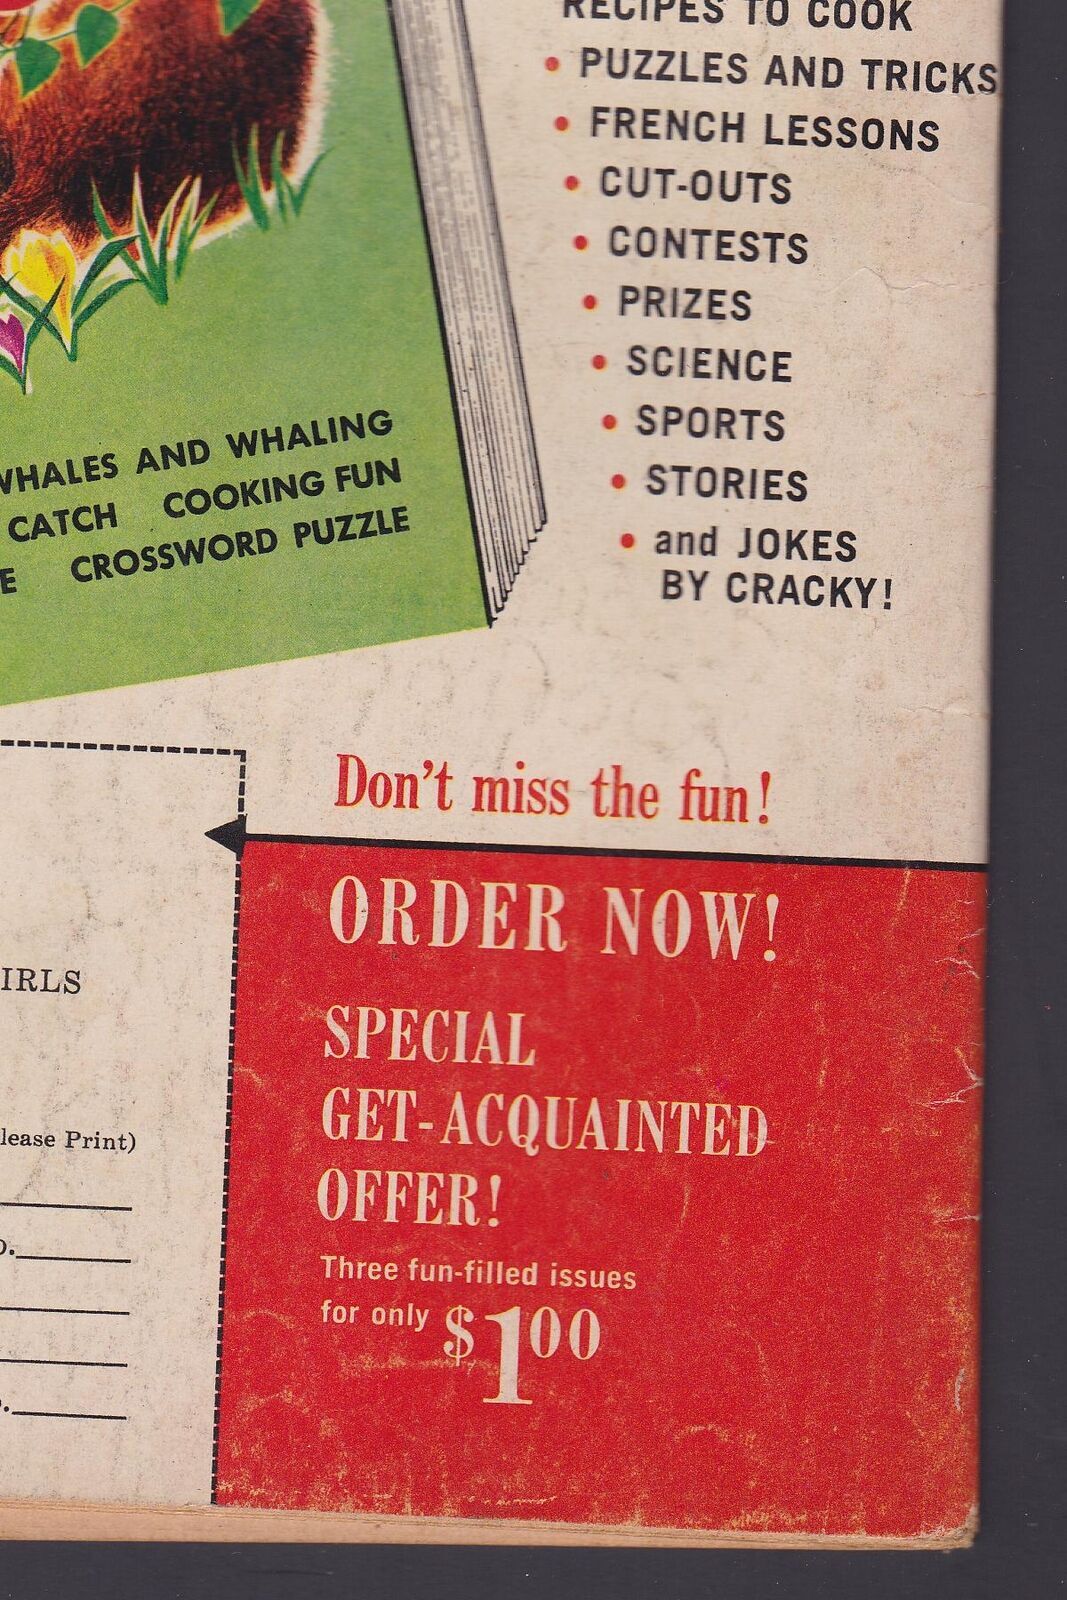 RECIPES TO COOK
• PUZZLES AND TRICKS
• FRENCH LESSONS
• CUT-OUTS
• CONTESTS
• PRIZES
• SCIENCE
• SPORTS
• STORIES
• and JOKES
BY CRACKY!
WHALES AND WHALING
CATCH COOKING FUN
E CROSSWORD PUZZLE
Don't miss the fun!
IRLS
lease Print)
ORDER NOW!
SPECIAL
GET-ACQUAINTED
OFFER!
Three fun-filled issues
for only $100